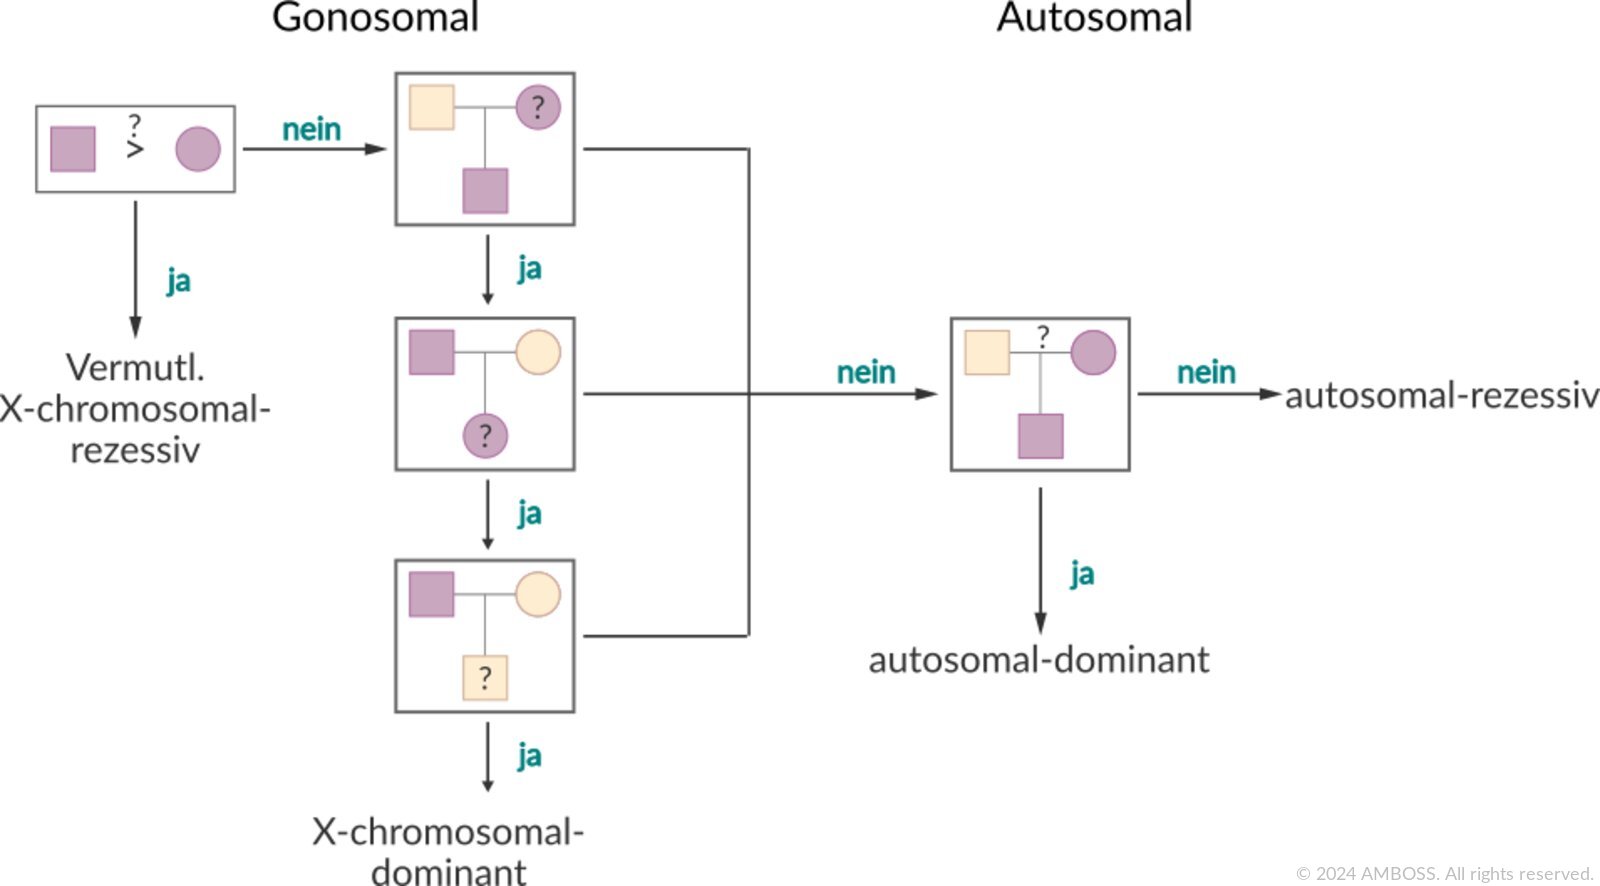 Gonosomal
Autosomal
?
>
nein
?
ja
Vermutl.
X-chromosomal-
rezessiv
ja
?
nein
?
nein
autosomal-rezessiv
ja
?
ja
autosomal-dominant
ja
X-chromosomal-
dominant
© 2024 AMBOSS. All rights reserved.